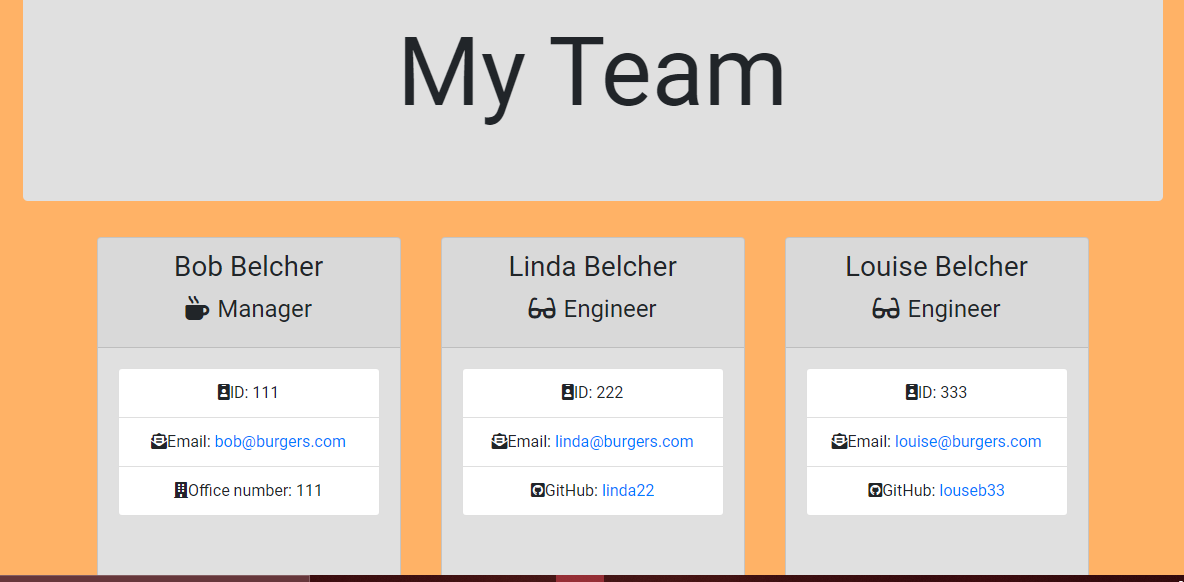 My Team
Bob Belcher
Manager
ID: 111
Email: bob@burgers.com
Office number: 111
Linda Belcher
Engineer
ID: 222
Email: linda@burgers.com
GitHub: linda22
Louise Belcher
Engineer
ID: 333
Email: louise@burgers.com
GitHub: louseb33